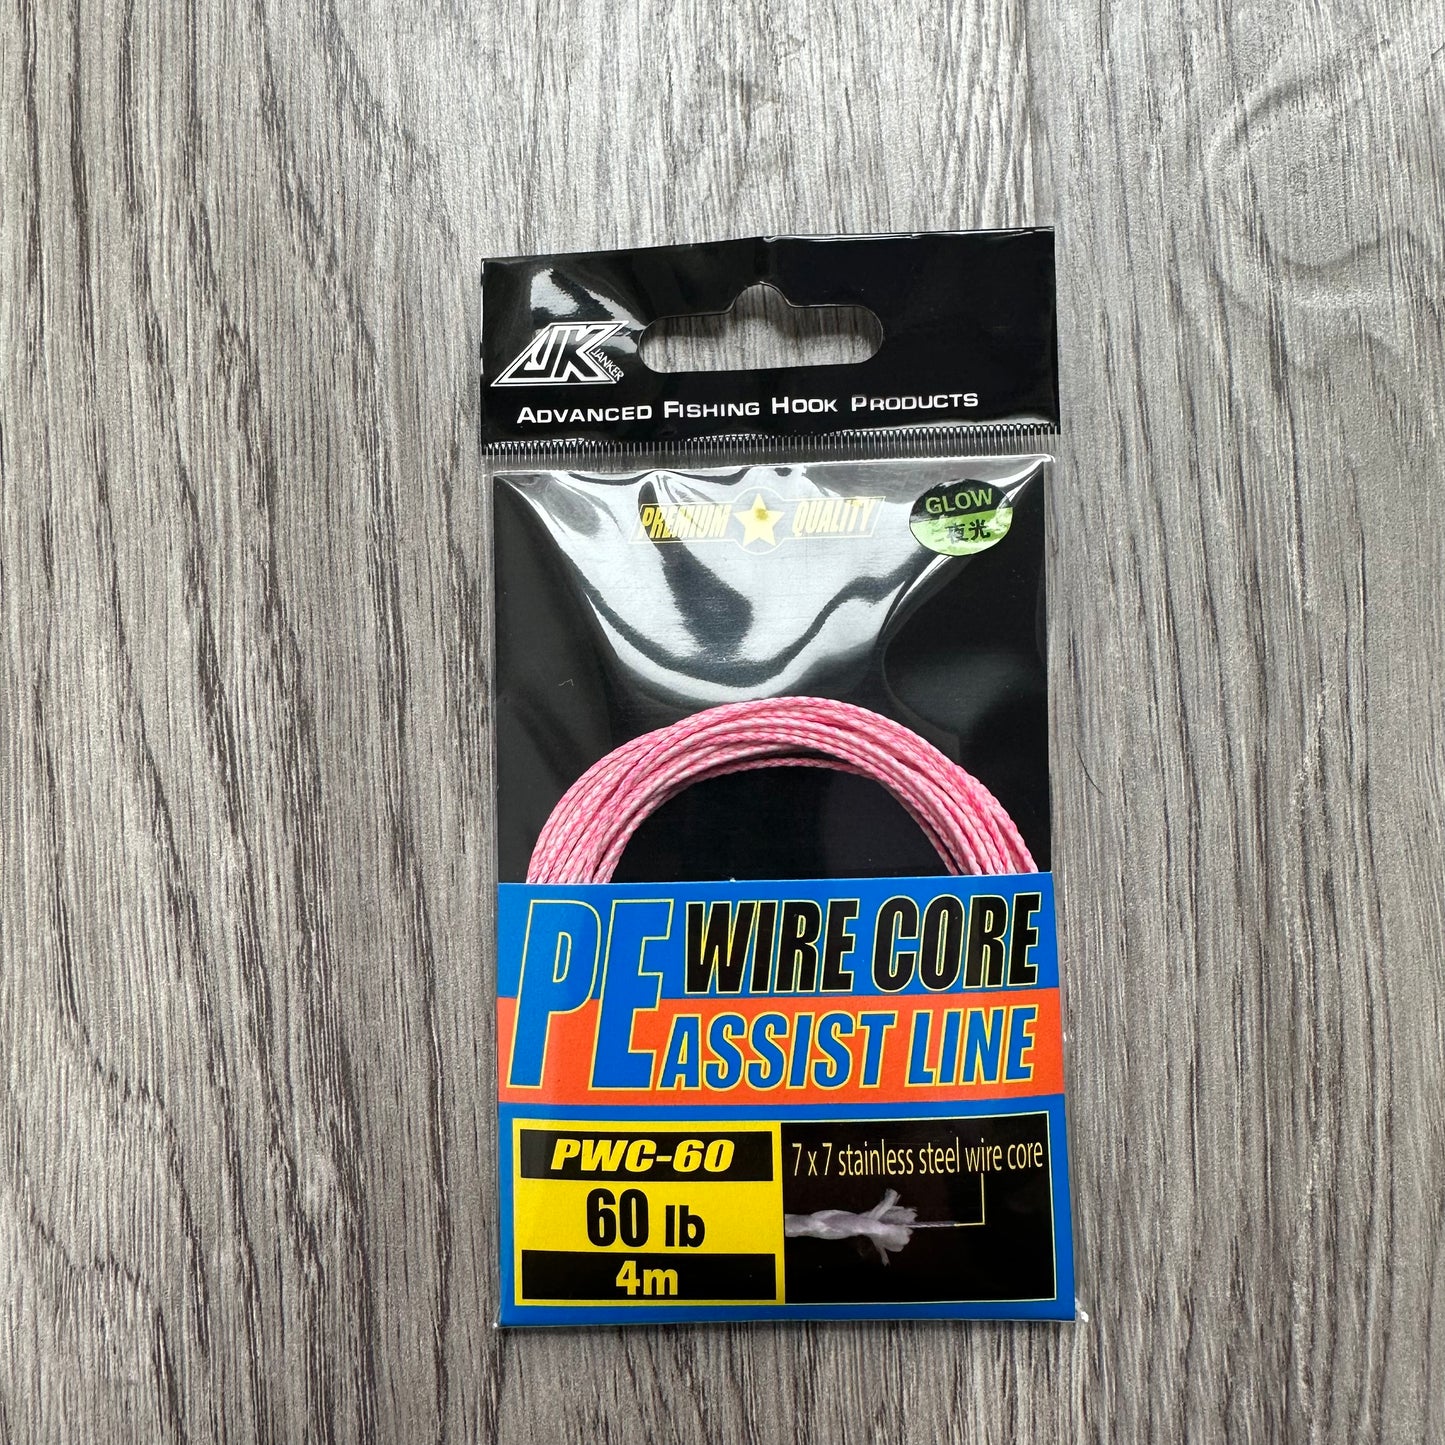 JK
JANKER
ADVANCED FISHING HOOK PRODUCTS
PREMIUM QUALITY
GLOW
夜光
PE WIRE CORE
ASSIST LINE
PWC-60
60 lb
4m
7 x 7 stainless steel wire core